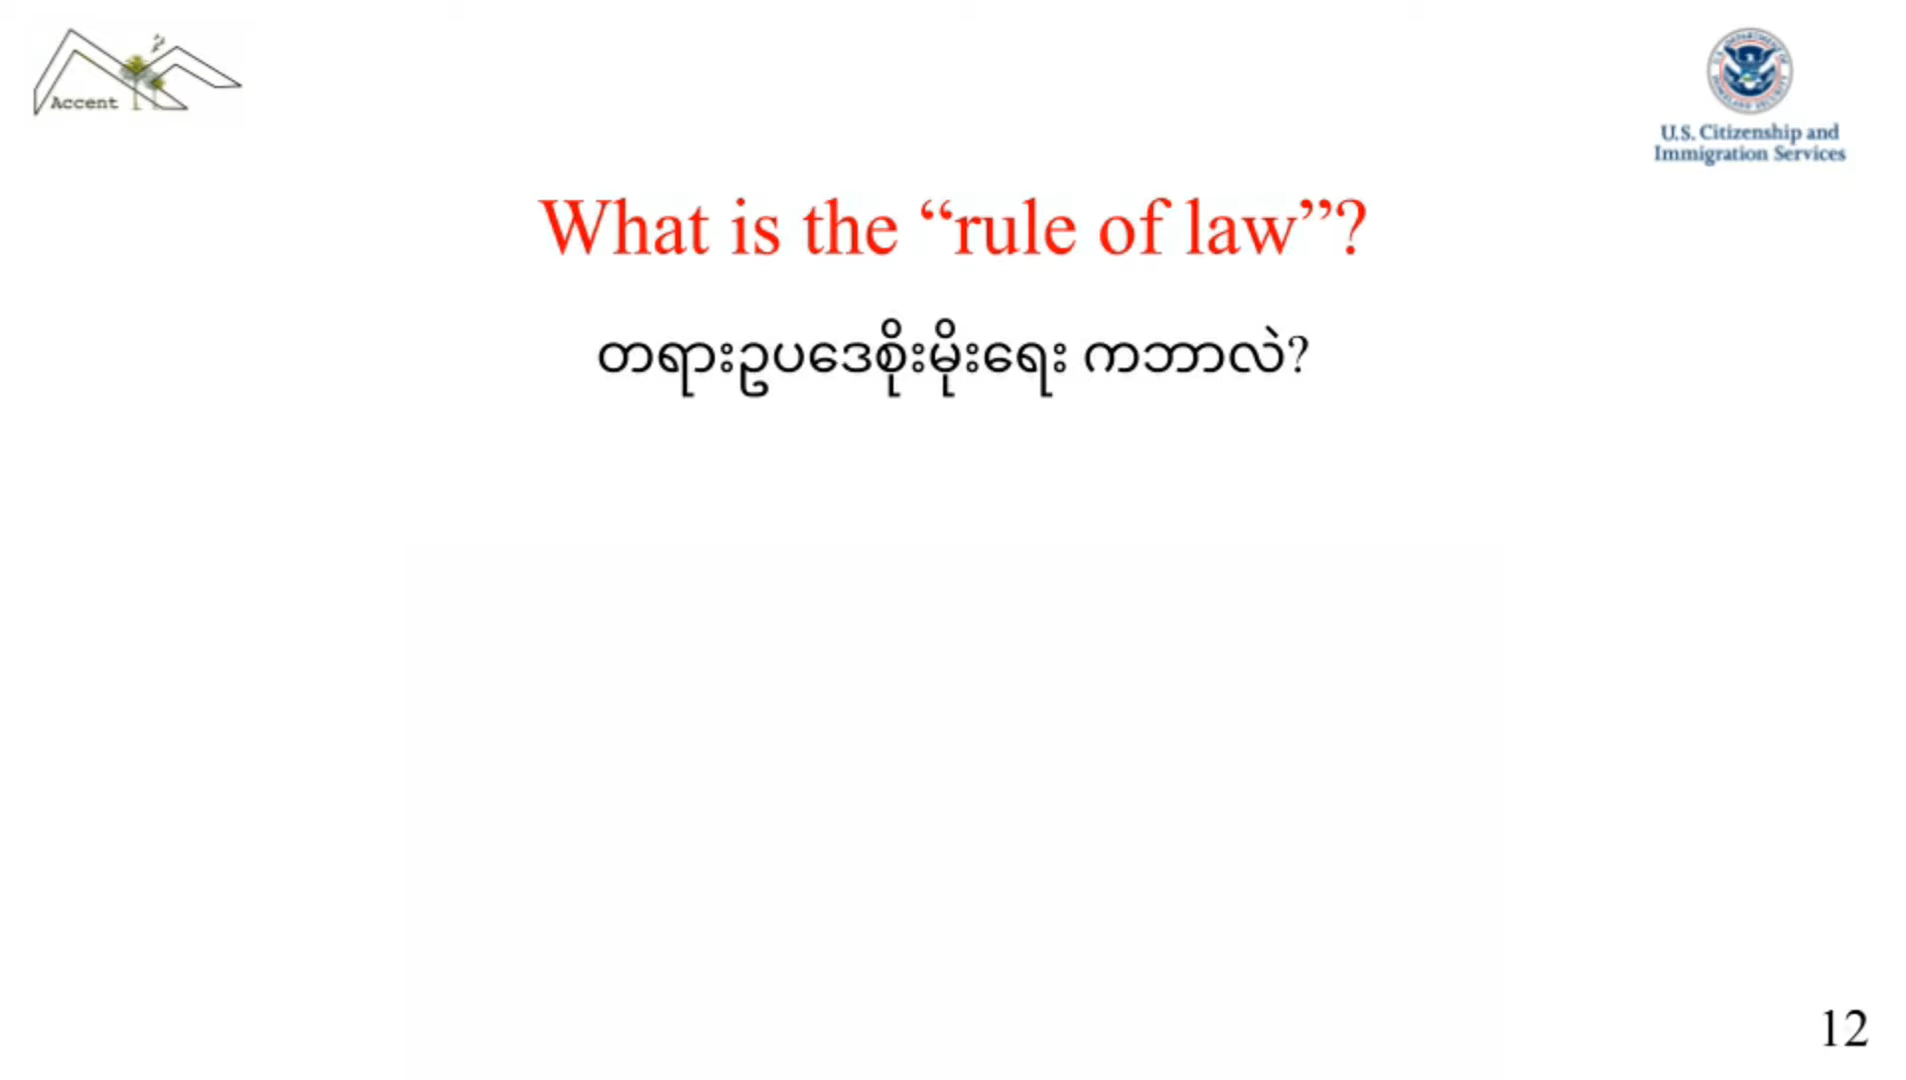 Accent
U.S. Citizenship and
Immigration Services
What is the “rule of law”?
တရားဥပဒေစိုးမိုးရေး ကဘာလဲ?
12